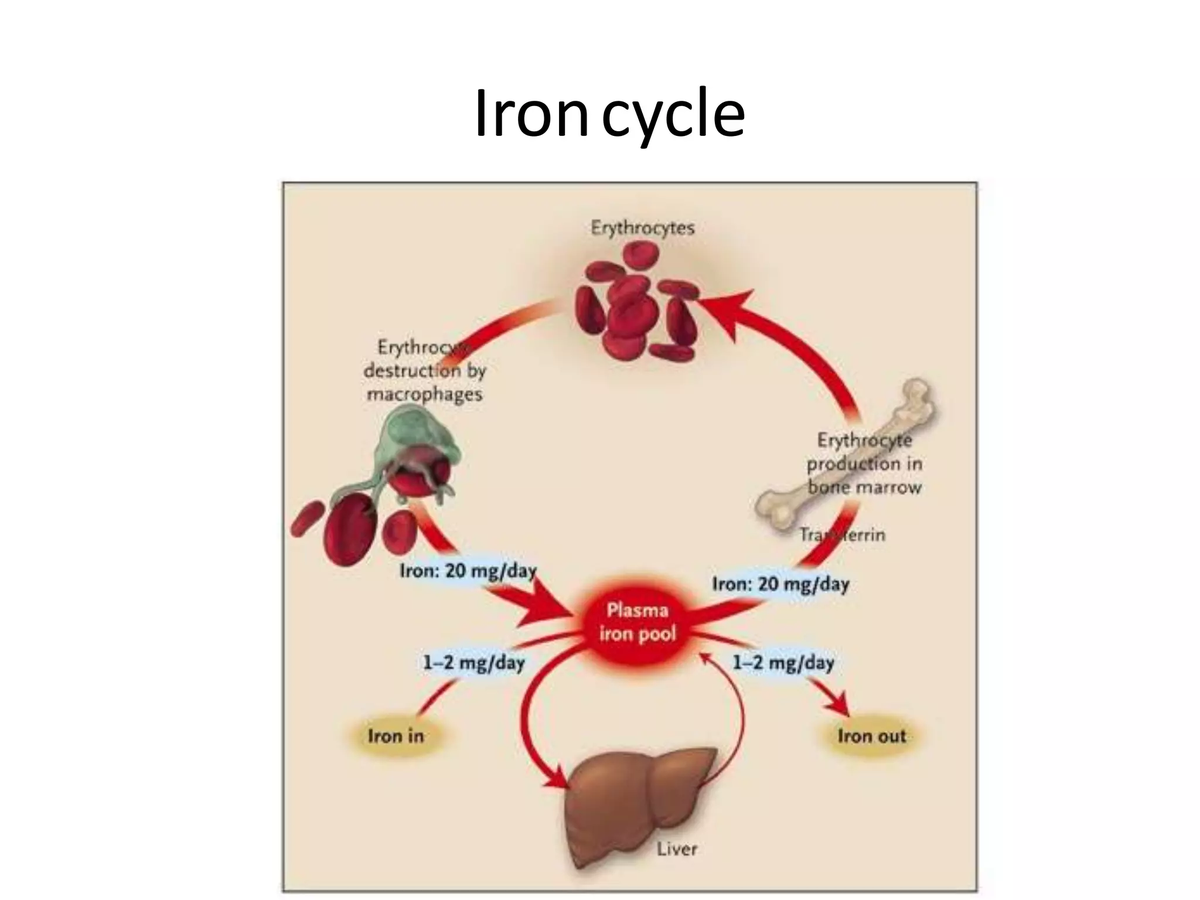 Iron cycle
Erythrocytes
Erythrocyte
destruction by
macrophages
Erythrocyte
production in
bone marrow
Transferrin
Iron: 20 mg/day
Iron: 20 mg/day
Plasma
iron pool
1–2 mg/day
1–2 mg/day
Iron in
Iron out
Liver